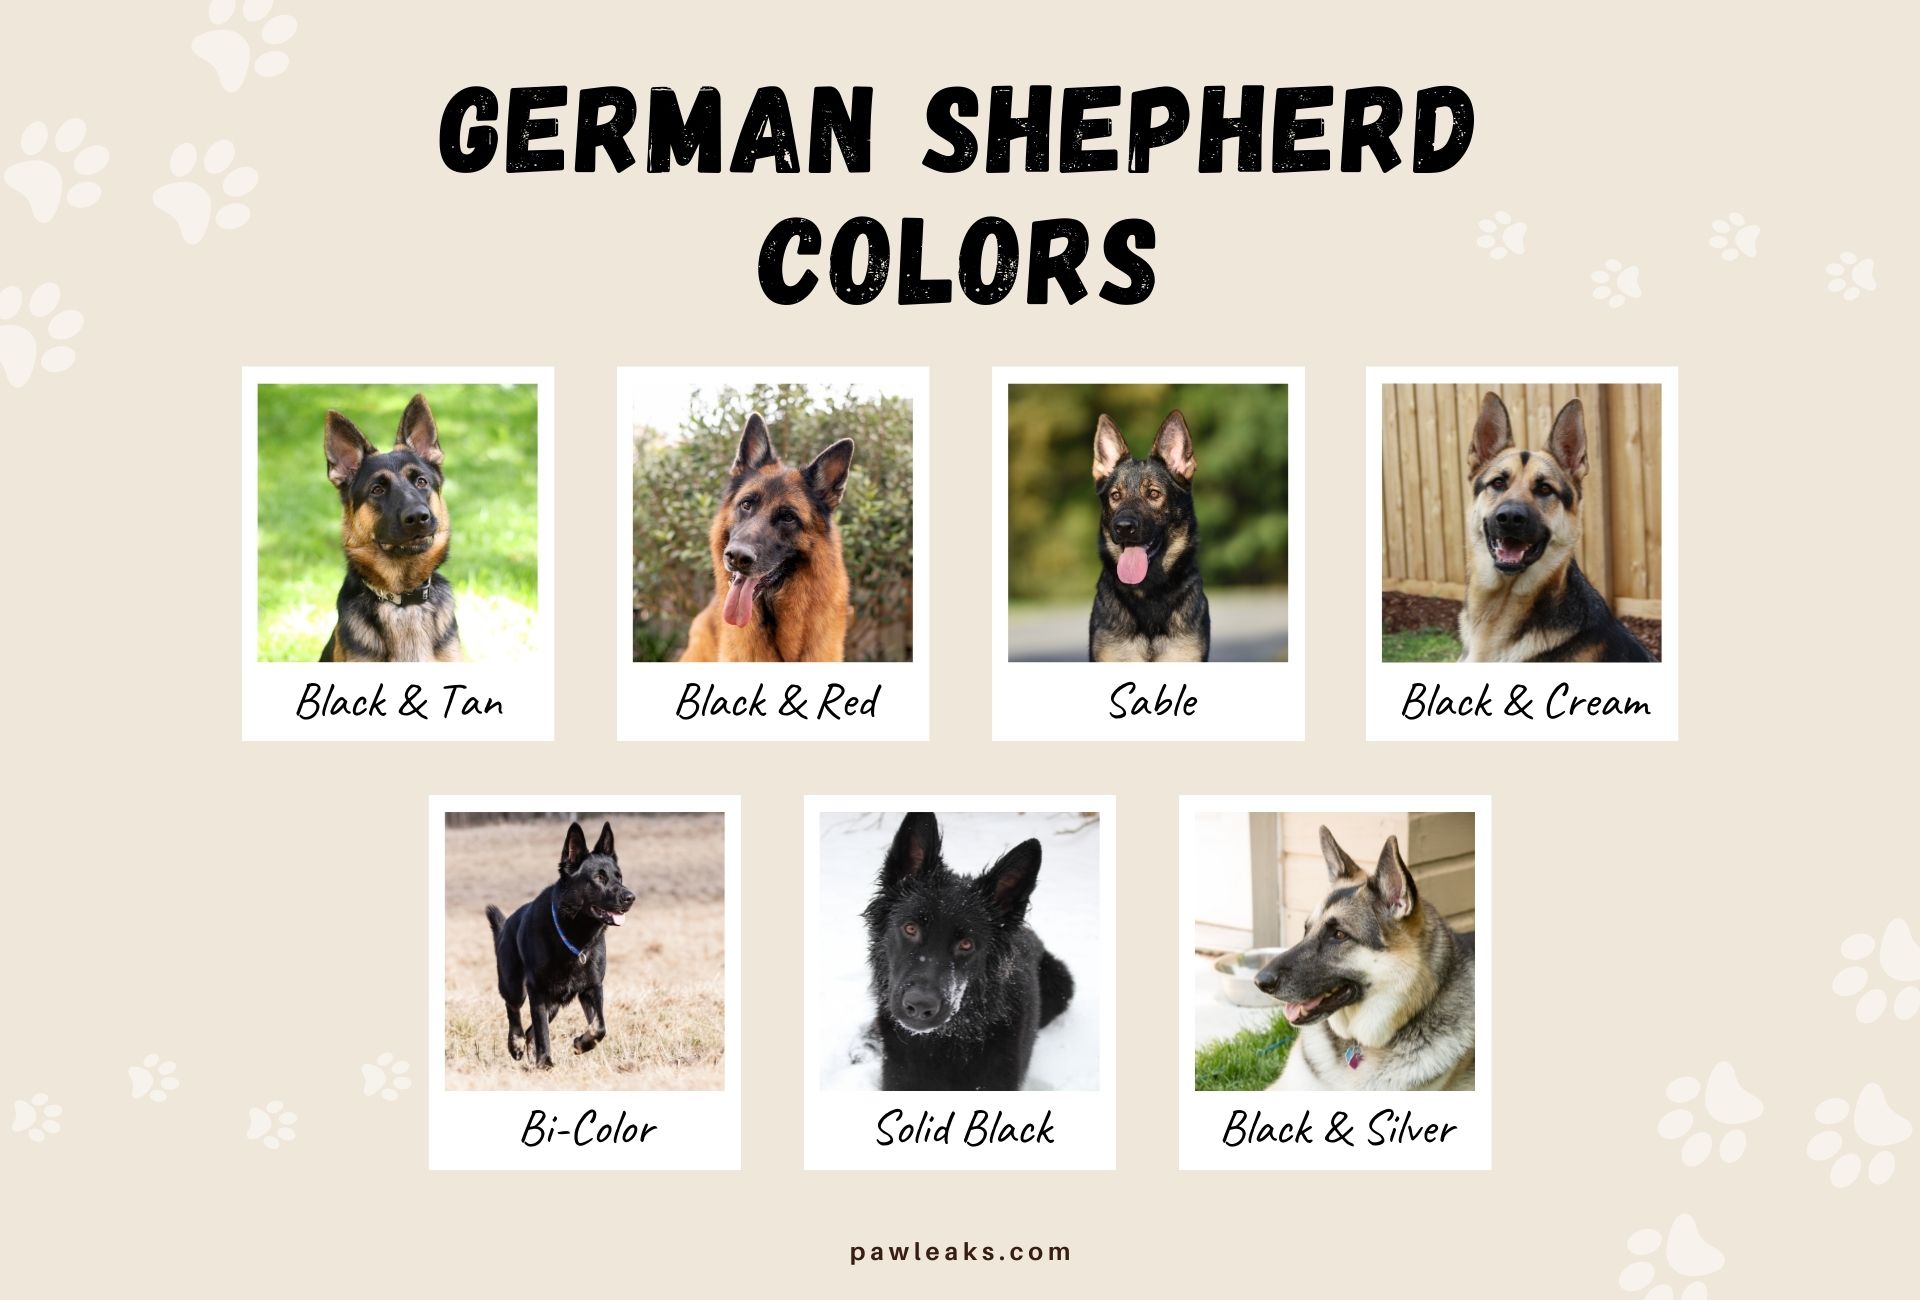 GERMAN SHEPHERD
COLORS
Black & Tan
Black & Red
Sable
Black & Cream
Bi-Color
Solid Black
Black & Silver
pawleaks.com